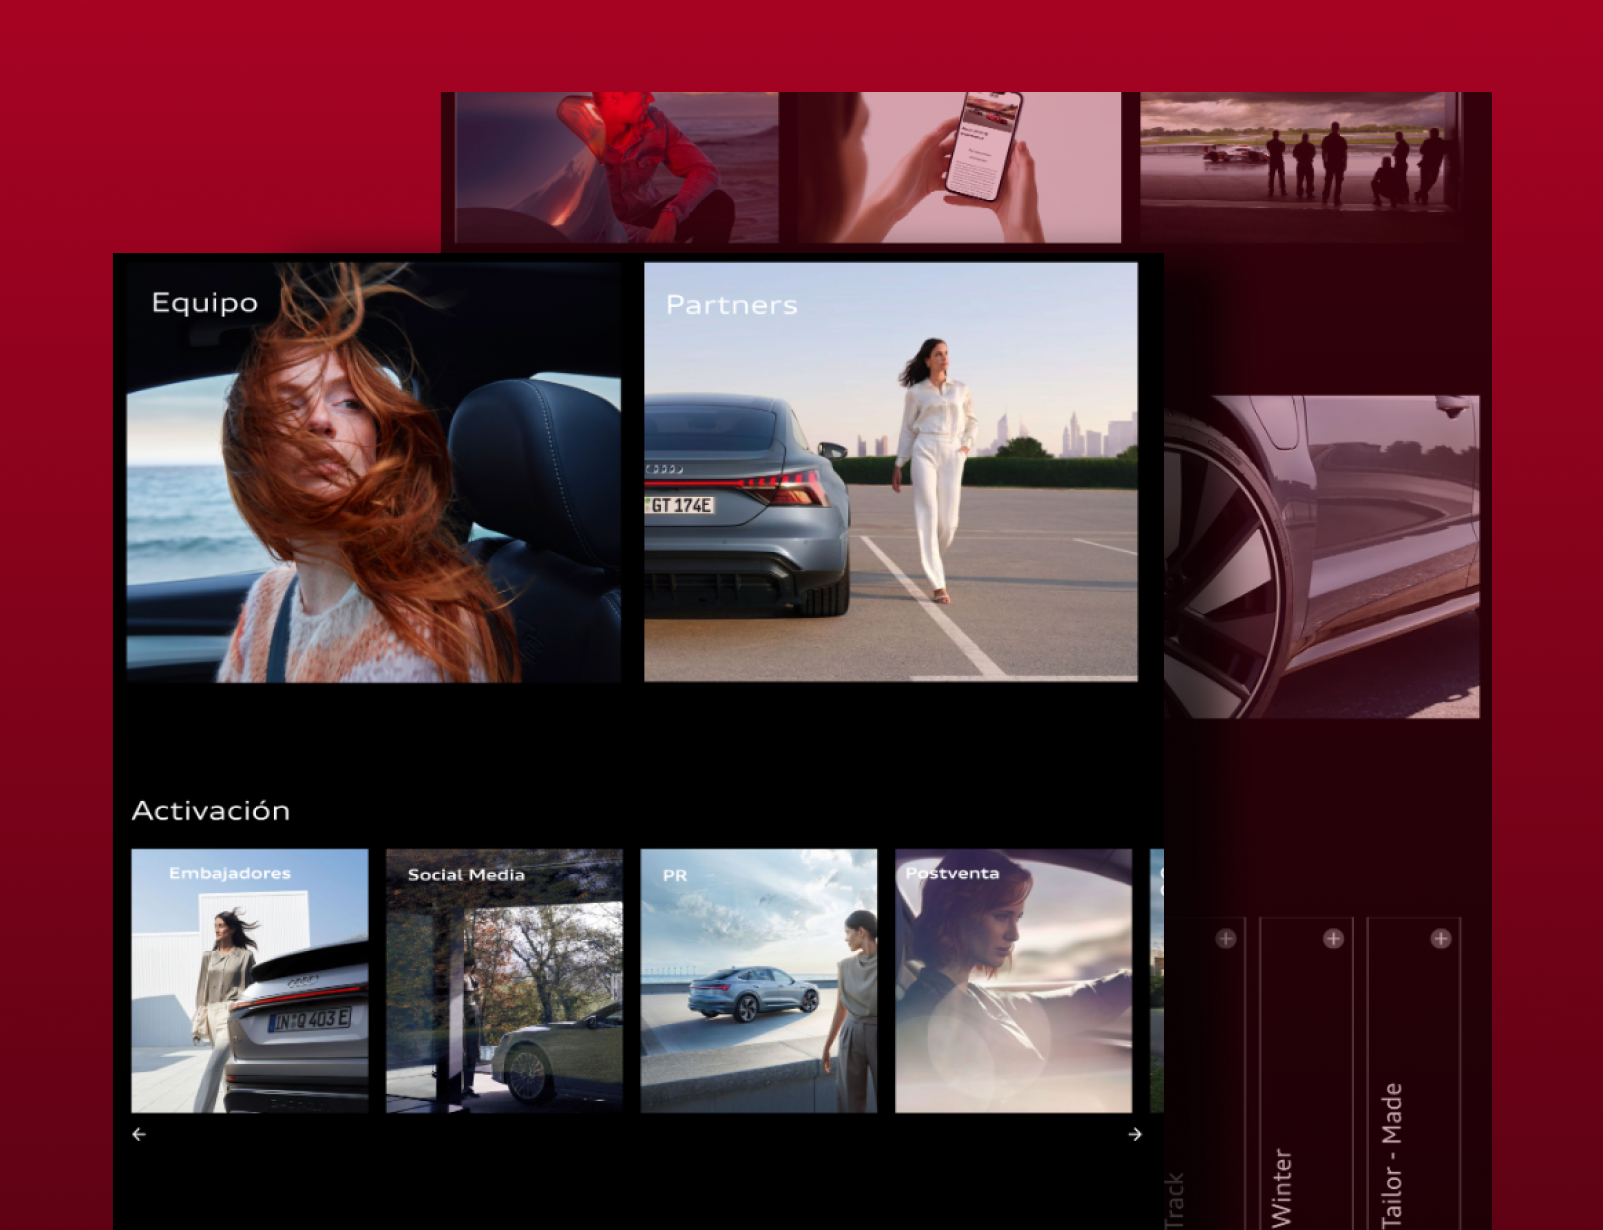 Equipo
Partners
GT 174E
Activación
Embajadores
Social Media
PR
Postventa
IN Q 403 E
Track
Winter
Tailor - Made